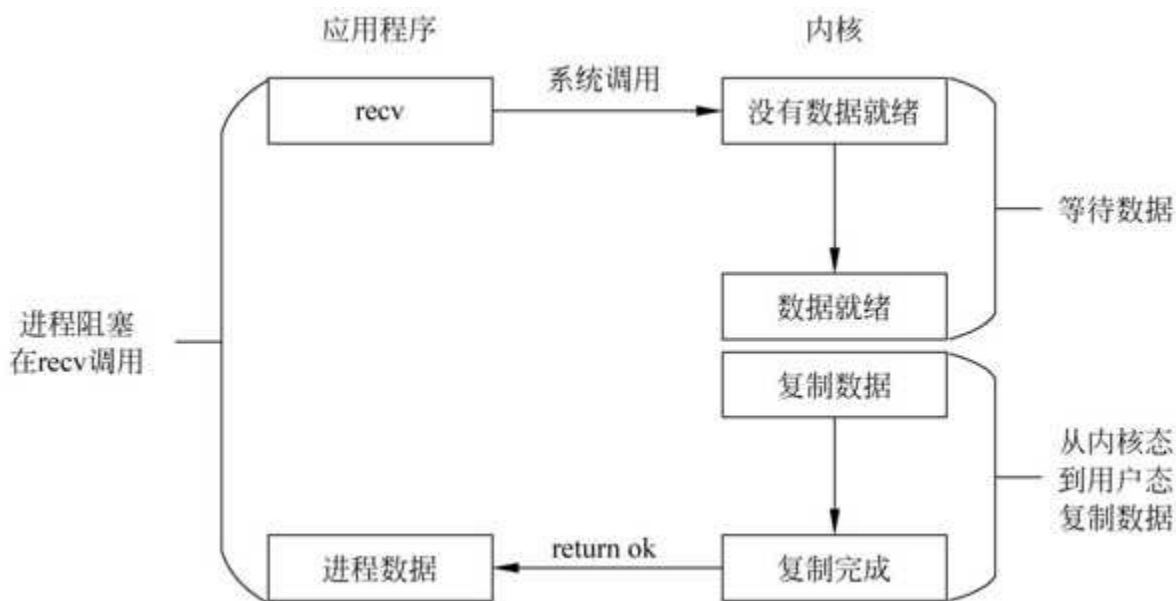 应用程序
内核
recv
系统调用
没有数据就绪
等待数据
数据就绪
进程阻塞
在recv调用
复制数据
从内核态
到用户态
复制数据
进程数据
return ok
复制完成